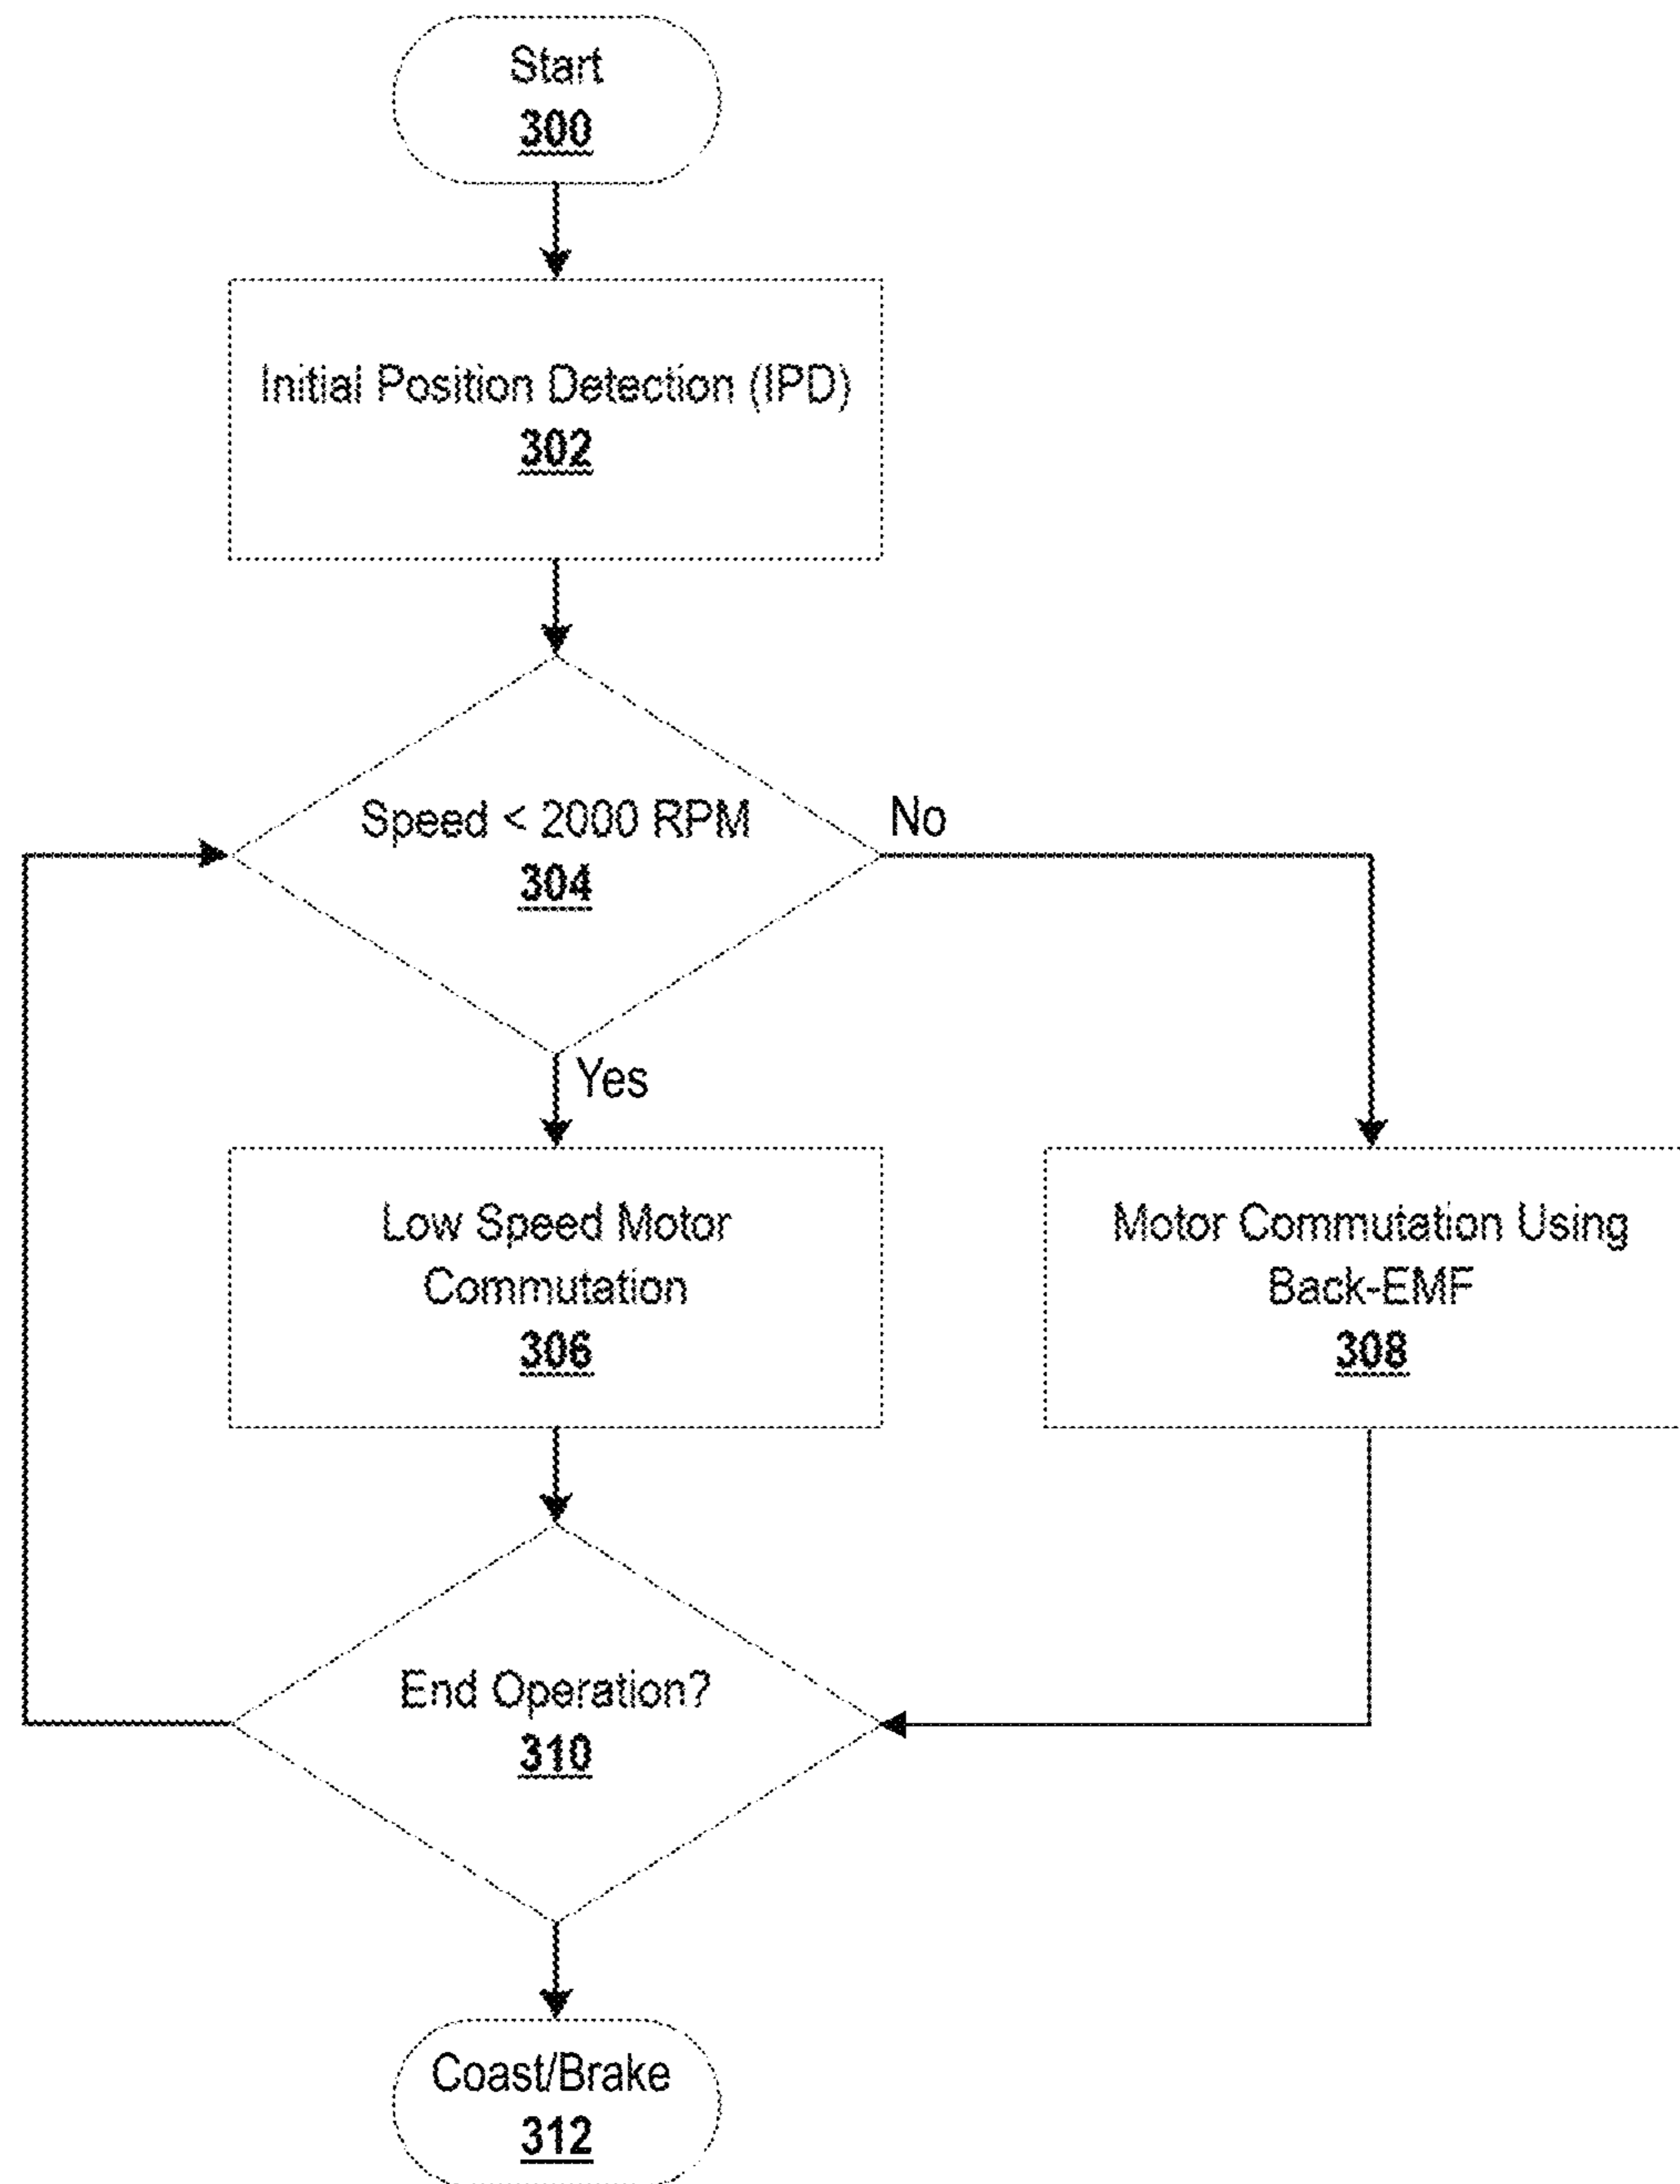 Start
300
Initial Position Detection (IPD)
302
Speed < 2000 RPM
304
No
Yes
Low Speed Motor
Commutation
306
Motor Commutation Using
Back-EMF
308
End Operation?
310
Coast/Brake
312